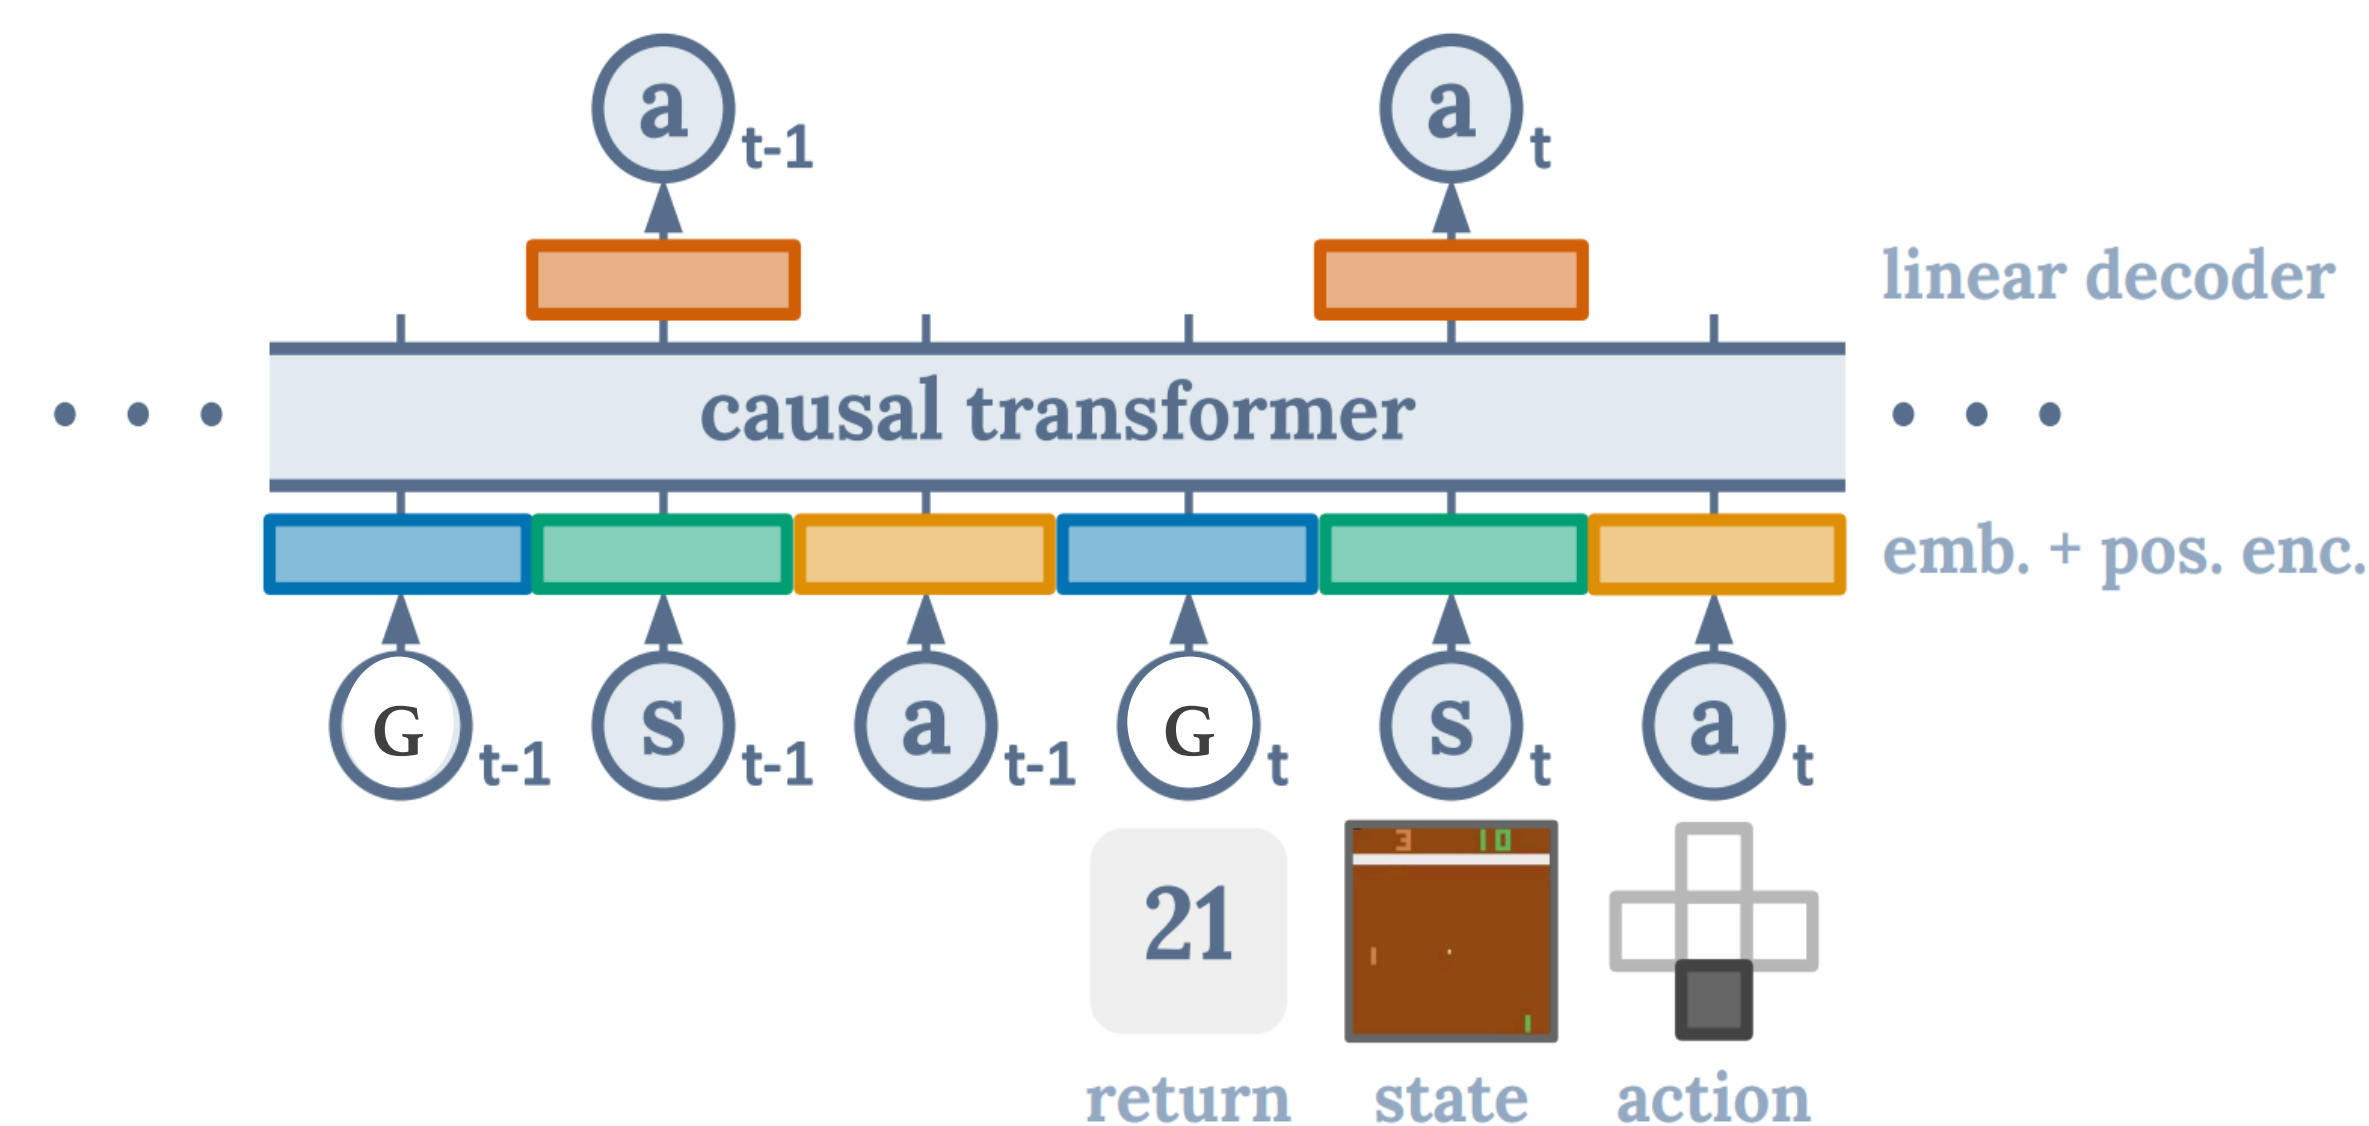 a t-1 a t
linear decoder
causal transformer
emb. + pos. enc.
G t-1 s t-1 a t-1 G t s t a t
3 10
21
return state action